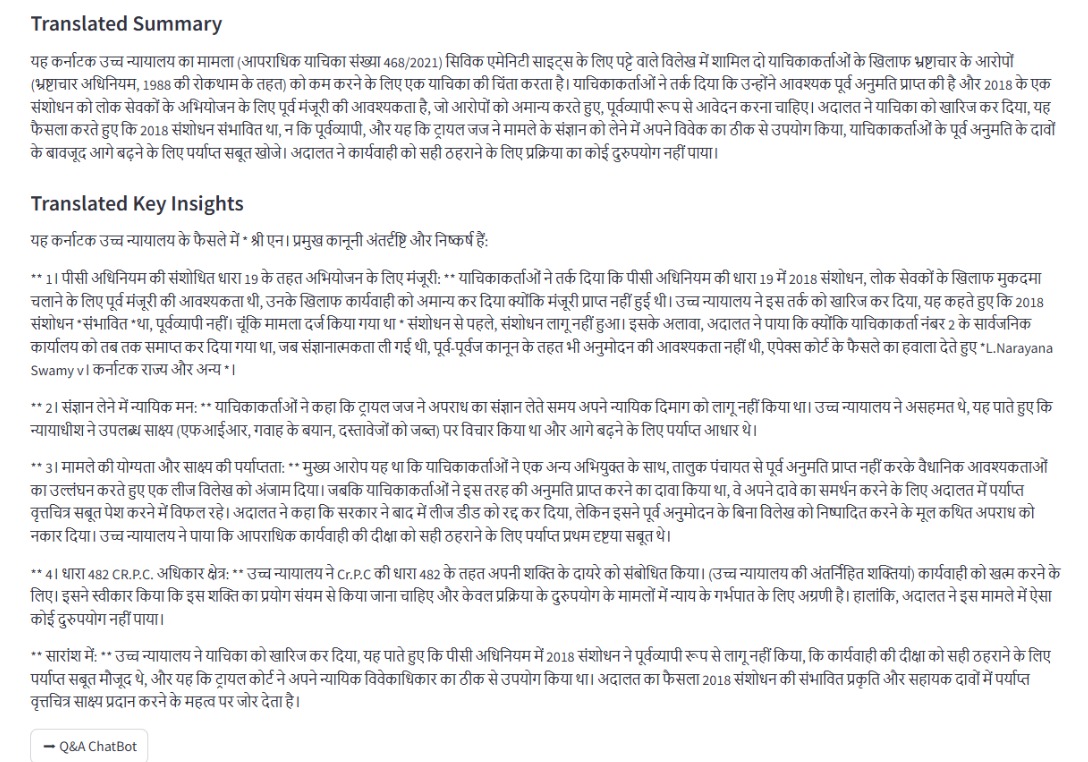 Translated Summary
यह कर्नाटक उच्च न्यायालय का मामला (आपराधिक याचिका संख्या 468/2021) सिविक एमेनिटी साइट्स के लिए पट्टे वाले विलेख में शामिल दो याचिकाकर्ताओं के खिलाफ भ्रष्टाचार के आरोपों
(भ्रष्टाचार अधिनियम, 1988 की रोकथाम के तहत) को कम करने के लिए एक याचिका की चिंता करता है। याचिकाकर्ताओं ने तर्क दिया कि उन्होंने आवश्यक पूर्व अनुमति प्राप्त की है और 2018 के एक
संशोधन को लोक सेवकों के अभियोजन के लिए पूर्व मंजूरी की आवश्यकता है, जो आरोपों को अमान्य करते हुए, पूर्वव्यापी रूप से आवेदन करना चाहिए। अदालत ने याचिका को खारिज कर दिया, यह
फैसला करते हुए कि 2018 संशोधन संभावित था, न कि पूर्वव्यापी, और यह कि ट्रायल जज ने मामले के संज्ञान को लेने में अपने विवेक का ठीक से उपयोग किया, याचिकाकर्ताओं के पूर्व अनुमति के दावों
के बावजूद आगे बढ़ने के लिए पर्याप्त सबूत खोजे। अदालत ने कार्यवाही को सही ठहराने के लिए प्रक्रिया का कोई दुरुपयोग नहीं पाया।
Translated Key Insights
यह कर्नाटक उच्च न्यायालय के फैसले में * श्री एन। प्रमुख कानूनी अंतर्दृष्टि और निष्कर्ष हैं:
** 1। पीसी अधिनियम की संशोधित धारा 19 के तहत अभियोजन के लिए मंजूरी: ** याचिकाकर्ताओं ने तर्क दिया कि पीसी अधिनियम की धारा 19 में 2018 संशोधन, लोक सेवकों के खिलाफ मुकदमा
चलाने के लिए पूर्व मंजूरी की आवश्यकता थी, उनके खिलाफ कार्यवाही को अमान्य कर दिया क्योंकि मंजूरी प्राप्त नहीं हुई थी। उच्च न्यायालय ने इस तर्क को खारिज कर दिया, यह कहते हुए कि 2018
संशोधन *संभावित *था, पूर्वव्यापी नहीं। चूंकि मामला दर्ज किया गया था * संशोधन से पहले, संशोधन लागू नहीं हुआ। इसके अलावा, अदालत ने पाया कि क्योंकि याचिकाकर्ता नंबर 2 के सार्वजनिक
कार्यालय को तब तक समाप्त कर दिया गया था, जब संज्ञानात्मकता ली गई थी, पूर्व-पूर्वज कानून के तहत भी अनुमोदन की आवश्यकता नहीं थी, एपेक्स कोर्ट के फैसले का हवाला देते हुए *L.Narayana
Swamy v। कर्नाटक राज्य और अन्य *।
** 2। संज्ञान लेने में न्यायिक मन: ** याचिकाकर्ताओं ने कहा कि ट्रायल जज ने अपराध का संज्ञान लेते समय अपने न्यायिक दिमाग को लागू नहीं किया था। उच्च न्यायालय ने असहमत थे, यह पाते हुए कि
न्यायाधीश ने उपलब्ध साक्ष्य (एफआईआर, गवाह के बयान, दस्तावेजों को जब्त) पर विचार किया था और आगे बढ़ने के लिए पर्याप्त आधार थे।
** 3। मामले की योग्यता और साक्ष्य की पर्याप्तता: ** मुख्य आरोप यह था कि याचिकाकर्ताओं ने एक अन्य अभियुक्त के साथ, तालुक पंचायत से पूर्व अनुमति प्राप्त नहीं करके वैधानिक आवश्यकताओं
का उल्लंघन करते हुए एक लीज विलेख को अंजाम दिया। जबकि याचिकाकर्ताओं ने इस तरह की अनुमति प्राप्त करने का दावा किया था, वे अपने दावे का समर्थन करने के लिए अदालत में पर्याप्त
वृत्तचित्र सबूत पेश करने में विफल रहे। अदालत ने कहा कि सरकार ने बाद में लीज डीड को रद्द कर दिया, लेकिन इसने पूर्व अनुमोदन के बिना विलेख को निष्पादित करने के मूल कथित अपराध को
नकार दिया। उच्च न्यायालय ने पाया कि आपराधिक कार्यवाही की दीक्षा को सही ठहराने के लिए पर्याप्त प्रथम दृष्टया सबूत थे।
** 4। धारा 482 CR.P.C. अधिकार क्षेत्र: ** उच्च न्यायालय ने Cr.P.C की धारा 482 के तहत अपनी शक्ति के दायरे को संबोधित किया। (उच्च न्यायालय की अंतर्निहित शक्तियां) कार्यवाही को खत्म करने के
लिए। इसने स्वीकार किया कि इस शक्ति का प्रयोग संयम से किया जाना चाहिए और केवल प्रक्रिया के दुरुपयोग के मामलों में न्याय के गर्भपात के लिए अग्रणी है। हालांकि, अदालत ने इस मामले में ऐसा
कोई दुरुपयोग नहीं पाया।
** सारांश में: ** उच्च न्यायालय ने याचिका को खारिज कर दिया, यह पाते हुए कि पीसी अधिनियम में 2018 संशोधन ने पूर्वव्यापी रूप से लागू नहीं किया, कि कार्यवाही की दीक्षा को सही ठहराने के लिए
पर्याप्त सबूत मौजूद थे, और यह कि ट्रायल कोर्ट ने अपने न्यायिक विवेकाधिकार का ठीक से उपयोग किया था। अदालत का फैसला 2018 संशोधन की संभावित प्रकृति और सहायक दावों में पर्याप्त
वृत्तचित्र साक्ष्य प्रदान करने के महत्व पर जोर देता है।
➞ Q&A ChatBot